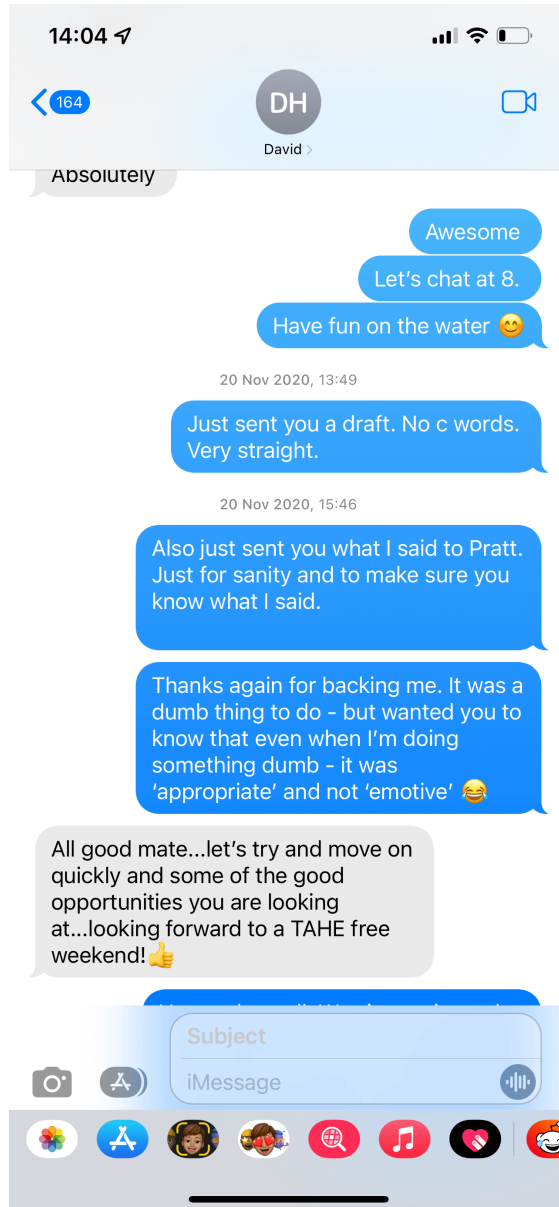 14:04
164
DH
David
Absolutely
Awesome
Let's chat at 8.
Have fun on the water 😊
20 Nov 2020, 13:49
Just sent you a draft. No c words.
Very straight.
20 Nov 2020, 15:46
Also just sent you what I said to Pratt.
Just for sanity and to make sure you
know what I said.
Thanks again for backing me. It was a
dumb thing to do - but wanted you to
know that even when I'm doing
something dumb - it was
'appropriate' and not 'emotive' 😂
All good mate...let's try and move on
quickly and some of the good
opportunities you are looking
at...looking forward to a TAHE free
weekend!👍
Subject
iMessage